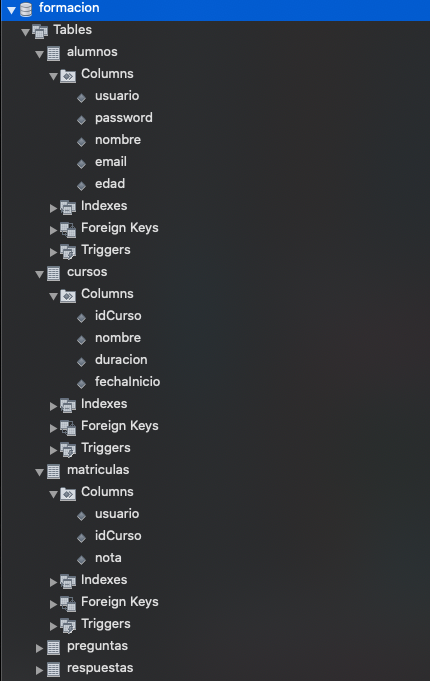 formacion
Tables
alumnos
Columns
usuario
password
nombre
email
edad
Indexes
Foreign Keys
Triggers
cursos
Columns
idCurso
nombre
duracion
fechaInicio
Indexes
Foreign Keys
Triggers
matriculas
Columns
usuario
idCurso
nota
Indexes
Foreign Keys
Triggers
preguntas
respuestas